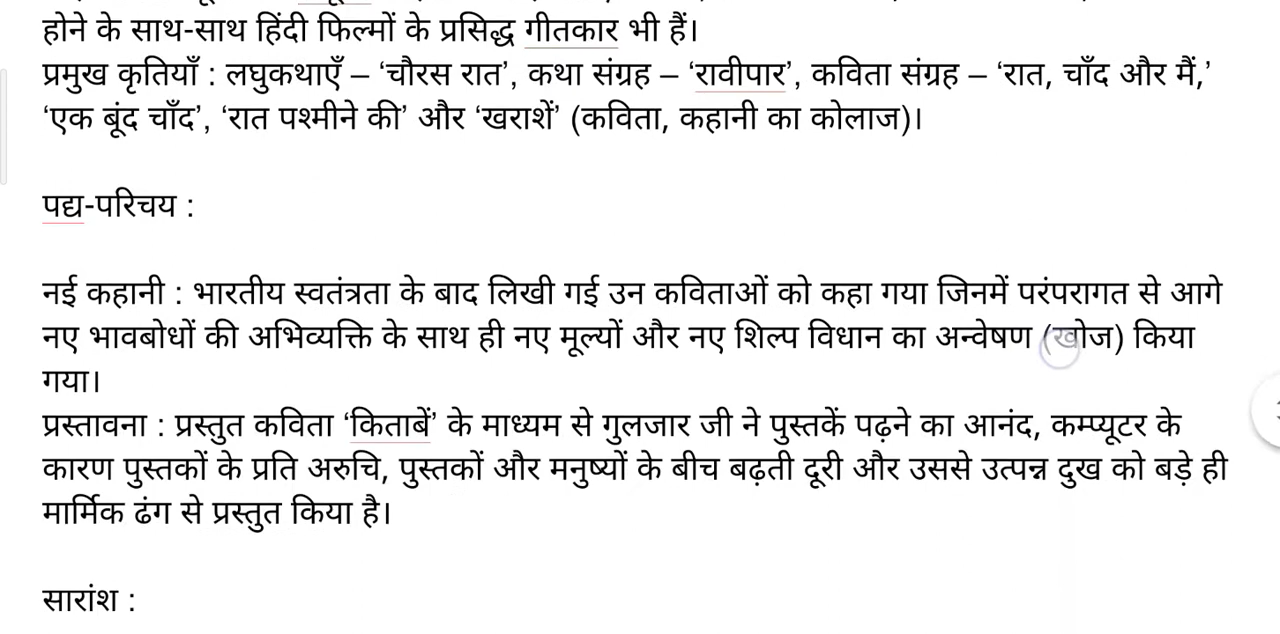 होने के साथ-साथ हिंदी फिल्मों के प्रसिद्ध गीतकार भी हैं।
प्रमुख कृतियाँ : लघुकथाएँ – ‘चौरस रात’, कथा संग्रह – ‘रावीपार’, कविता संग्रह – ‘रात, चाँद और मैं,’
‘एक बूंद चाँद’, ‘रात पश्मीने की’ और ‘खराशें’ (कविता, कहानी का कोलाज)।
पद्य-परिचय :
नई कहानी : भारतीय स्वतंत्रता के बाद लिखी गई उन कविताओं को कहा गया जिनमें परंपरागत से आगे
नए भावबोधों की अभिव्यक्ति के साथ ही नए मूल्यों और नए शिल्प विधान का अन्वेषण (खोज) किया
गया।
प्रस्तावना : प्रस्तुत कविता ‘किताबें’ के माध्यम से गुलजार जी ने पुस्तकें पढ़ने का आनंद, कम्प्यूटर के
कारण पुस्तकों के प्रति अरुचि, पुस्तकों और मनुष्यों के बीच बढ़ती दूरी और उससे उत्पन्न दुख को बड़े ही
मार्मिक ढंग से प्रस्तुत किया है।
सारांश :